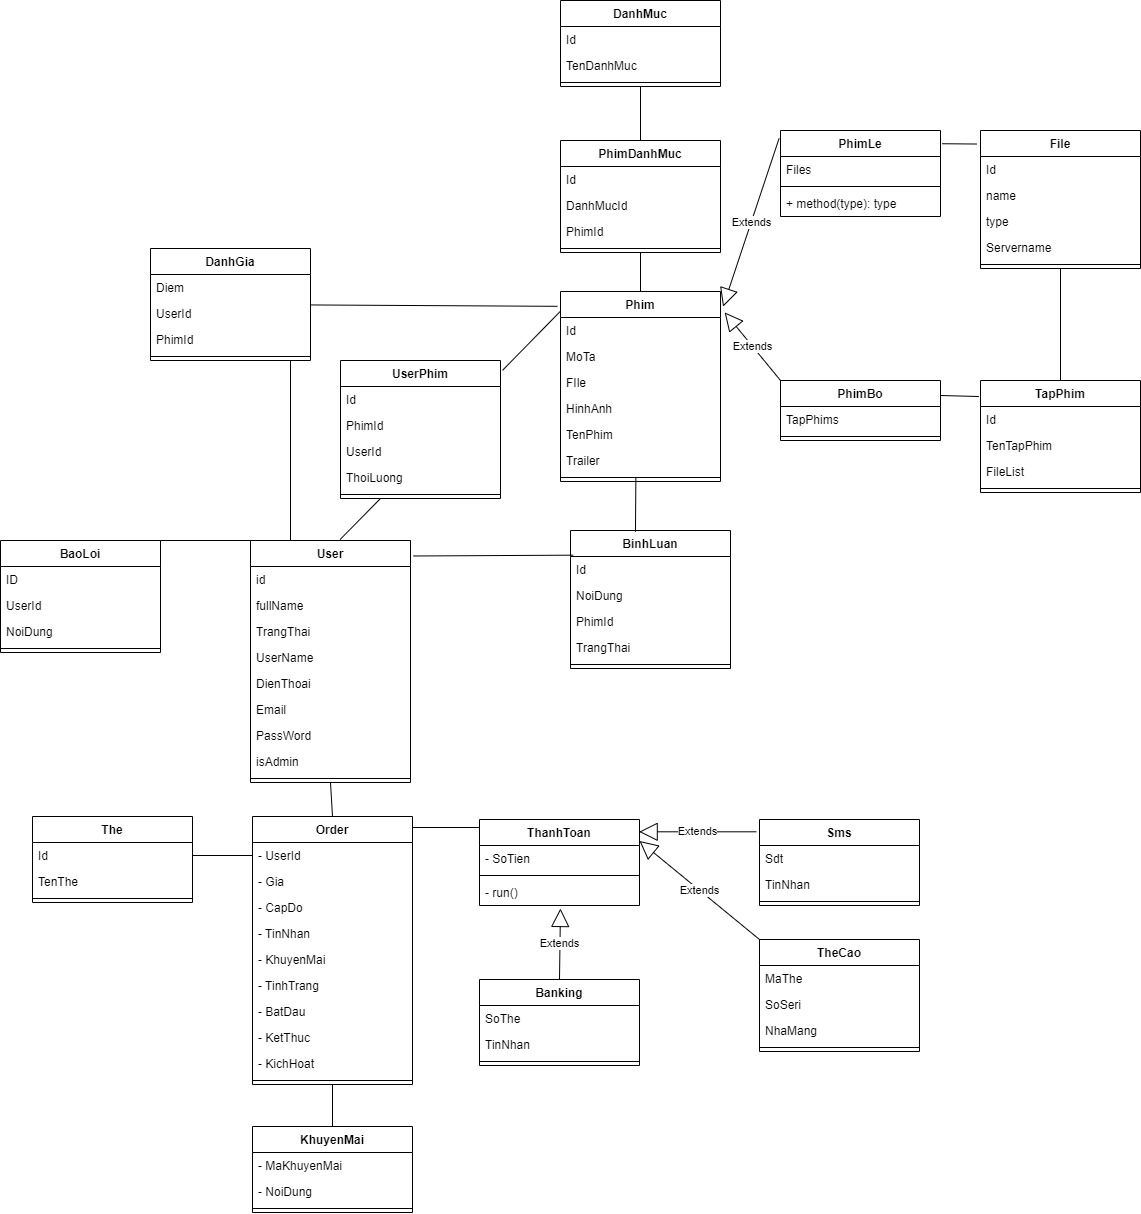 DanhMuc
Id
TenDanhMuc
PhimDanhMuc
Id
DanhMucId
PhimId
PhimLe
Files
+ method(type): type
File
Id
name
type
Servername
Extends
DanhGia
Diem
UserId
PhimId
Phim
Id
MoTa
FIle
HinhAnh
TenPhim
Trailer
Extends
UserPhim
Id
PhimId
UserId
ThoiLuong
PhimBo
TapPhims
TapPhim
Id
TenTapPhim
FileList
BaoLoi
ID
UserId
NoiDung
User
id
fullName
TrangThai
UserName
DienThoai
Email
PassWord
isAdmin
BinhLuan
Id
NoiDung
PhimId
TrangThai
The
Id
TenThe
Order
- UserId
- Gia
- CapDo
- TinNhan
- KhuyenMai
- TinhTrang
- BatDau
- KetThuc
- KichHoat
ThanhToan
- SoTien
- run()
Extends
Sms
Sdt
TinNhan
Extends
Extends
TheCao
MaThe
SoSeri
NhaMang
Banking
SoThe
TinNhan
KhuyenMai
- MaKhuyenMai
- NoiDung